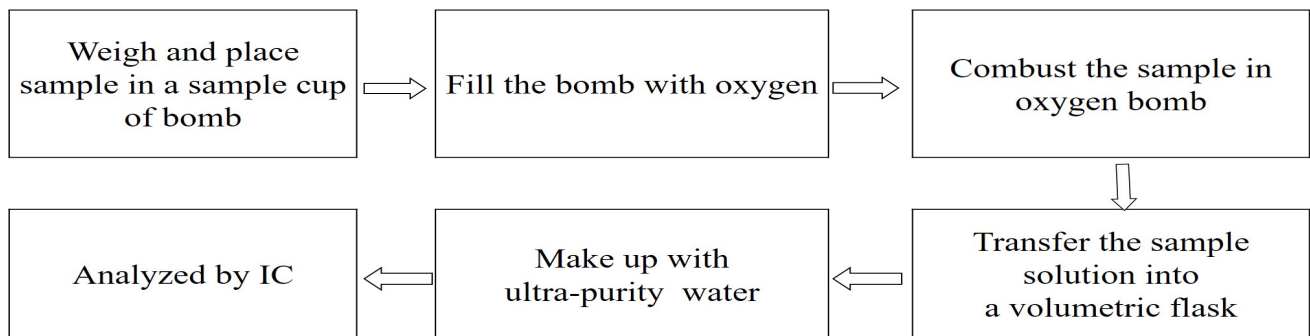 Weigh and place
sample in a sample cup
of bomb
Fill the bomb with oxygen
Combust the sample in
oxygen bomb
Transfer the sample
solution into
a volumetric flask
Make up with
ultra-purity water
Analyzed by IC